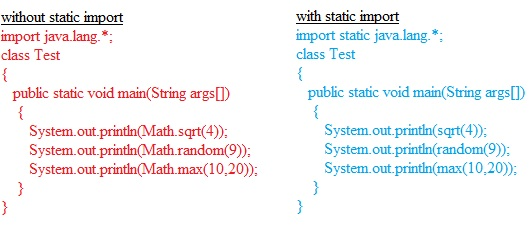 without static import
import java.lang.*;
class Test
{
public static void main(String args[])
{
System.out.println(Math.sqrt(4));
System.out.println(Math.random(9));
System.out.println(Math.max(10,20));
}
}
with static import
import static java.lang.*;
class Test
{
public static void main(String args[])
{
System.out.println(sqrt(4));
System.out.println(random(9));
System.out.println(max(10,20));
}
}